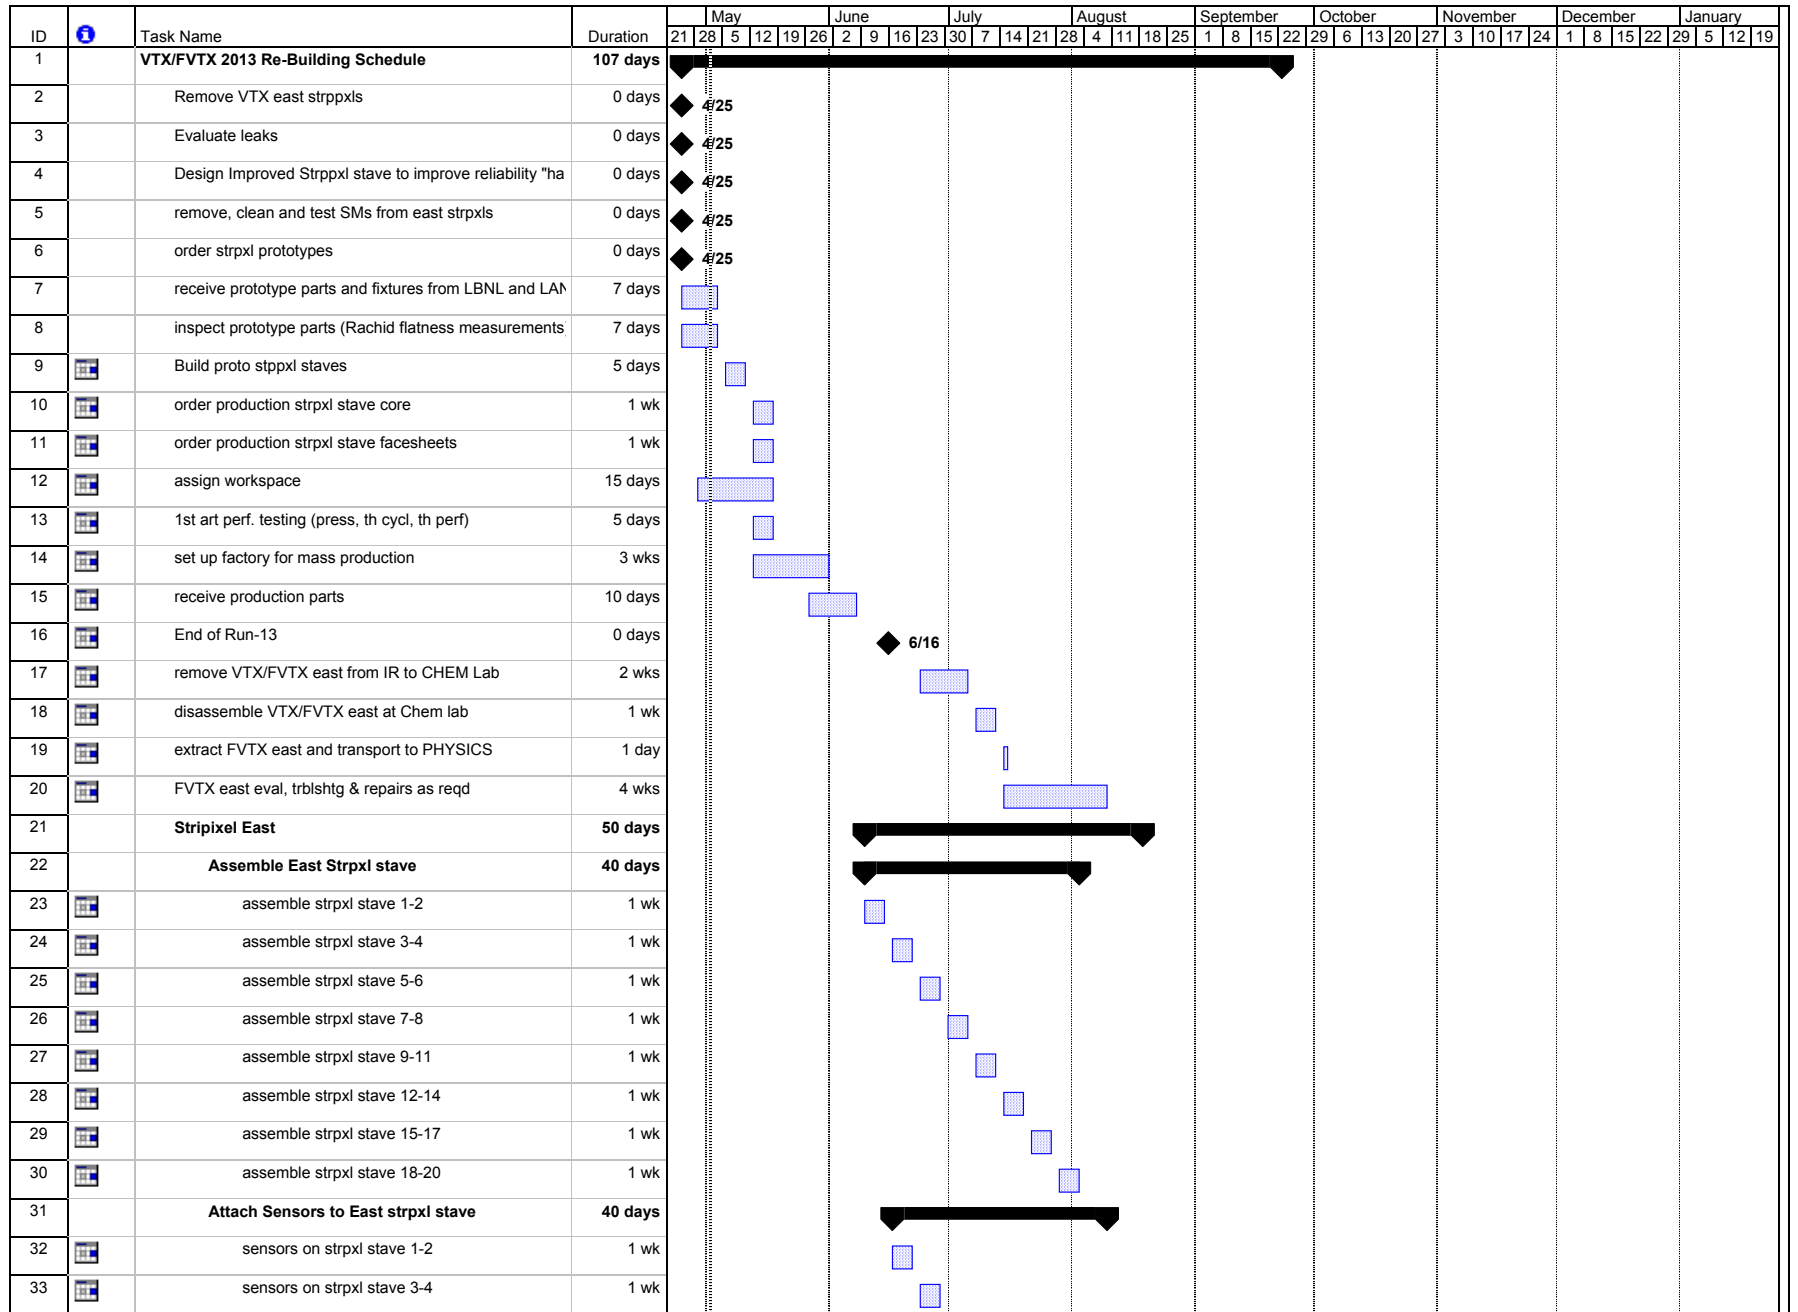 May June July August September October November December January
ID Task Name Duration 21 28 5 12 19 26 2 9 16 23 30 7 14 21 28 4 11 18 25 1 8 15 22 29 6 13 20 27 3 10 17 24 1 8 15 22 29 5 12 19
1 VTX/FVTX 2013 Re-Building Schedule 107 days
2 Remove VTX east strppxls 0 days 4/25
3 Evaluate leaks 0 days 4/25
4 Design Improved Strppxl stave to improve reliability "ha 0 days 4/25
5 remove, clean and test SMs from east strpxls 0 days 4/25
6 order strpxl prototypes 0 days 4/25
7 receive prototype parts and fixtures from LBNL and LAN 7 days
8 inspect prototype parts (Rachid flatness measurements) 7 days
9 Build proto stppxl staves 5 days
10 order production strpxl stave core 1 wk
11 order production strpxl stave facesheets 1 wk
12 assign workspace 15 days
13 1st art perf. testing (press, th cycl, th perf) 5 days
14 set up factory for mass production 3 wks
15 receive production parts 10 days
16 End of Run-13 0 days 6/16
17 remove VTX/FVTX east from IR to CHEM Lab 2 wks
18 disassemble VTX/FVTX east at Chem lab 1 wk
19 extract FVTX east and transport to PHYSICS 1 day
20 FVTX east eval, trblshtg & repairs as reqd 4 wks
21 Stripixel East 50 days
22 Assemble East Strpxl stave 40 days
23 assemble strpxl stave 1-2 1 wk
24 assemble strpxl stave 3-4 1 wk
25 assemble strpxl stave 5-6 1 wk
26 assemble strpxl stave 7-8 1 wk
27 assemble strpxl stave 9-11 1 wk
28 assemble strpxl stave 12-14 1 wk
29 assemble strpxl stave 15-17 1 wk
30 assemble strpxl stave 18-20 1 wk
31 Attach Sensors to East strpxl stave 40 days
32 sensors on strpxl stave 1-2 1 wk
33 sensors on strpxl stave 3-4 1 wk